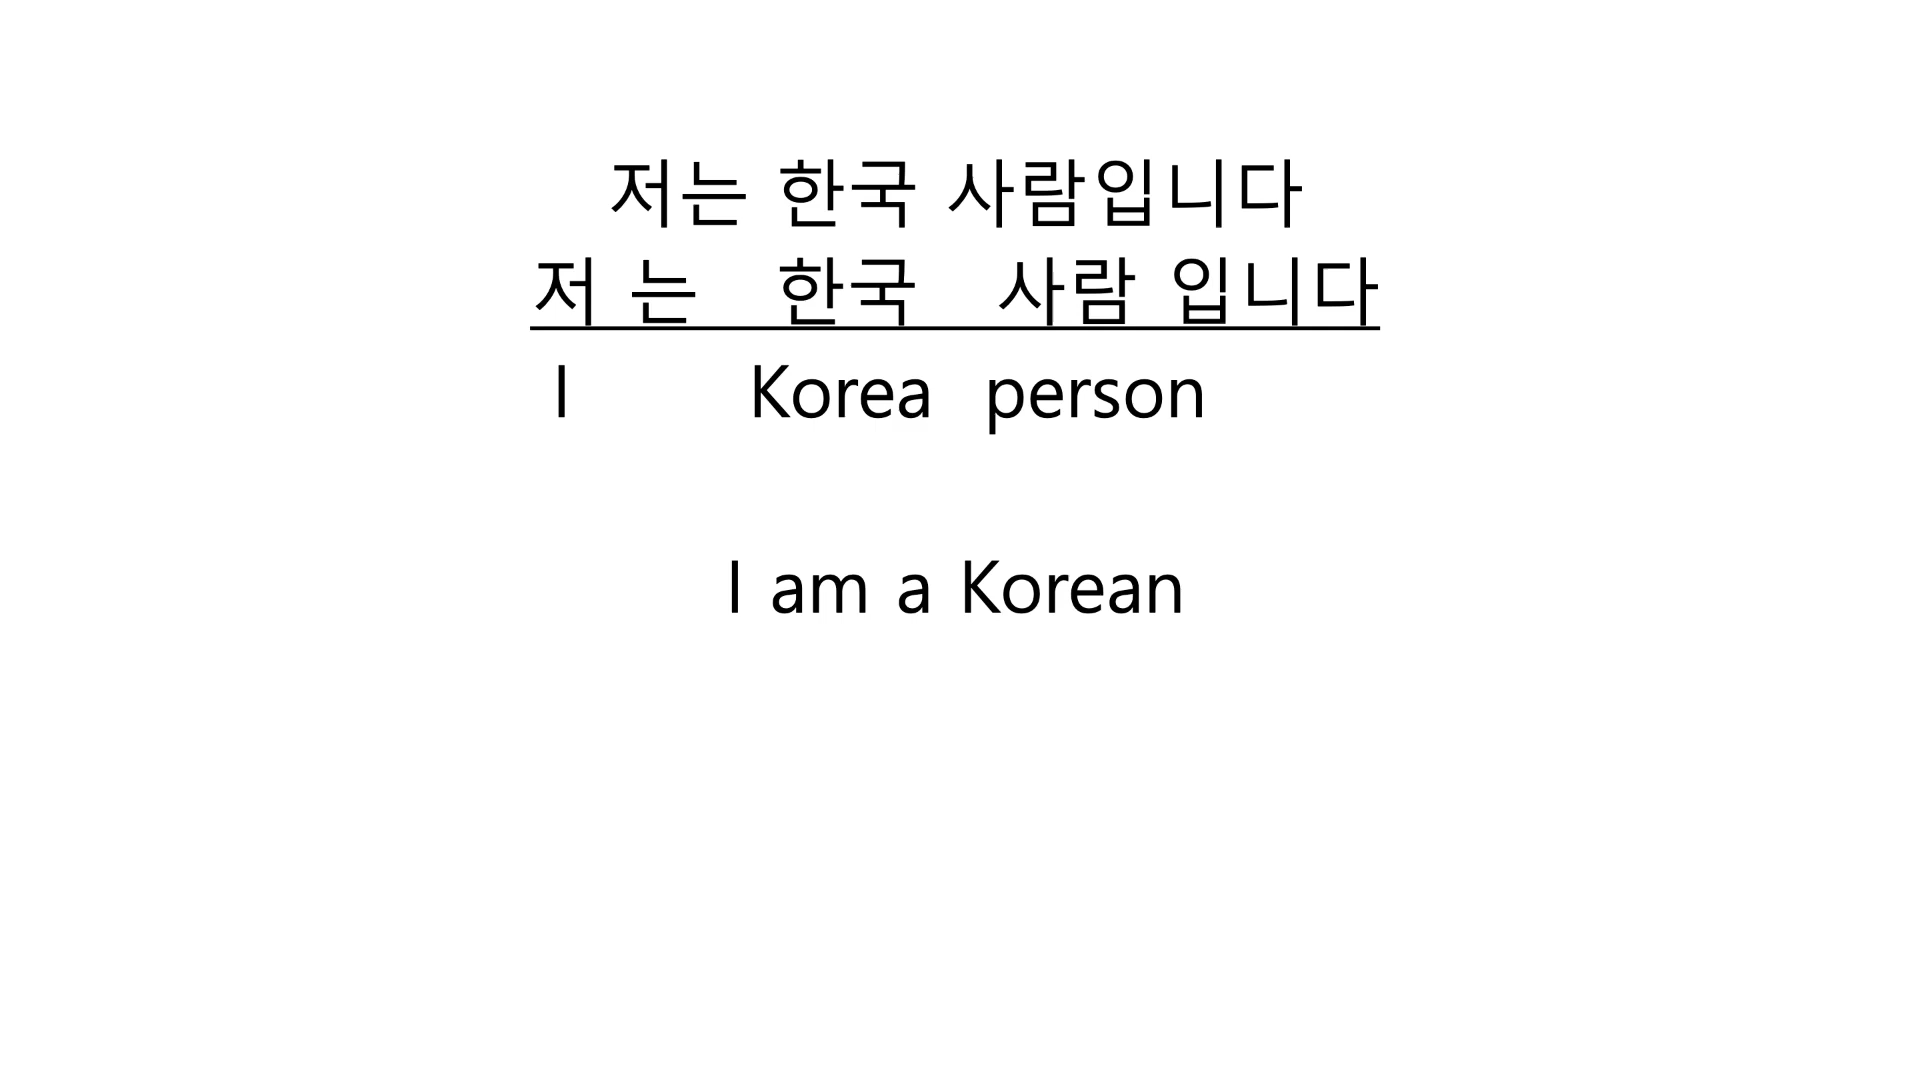 저는 한국 사람입니다
저 는 한국 사람 입니다
I Korea person
I am a Korean